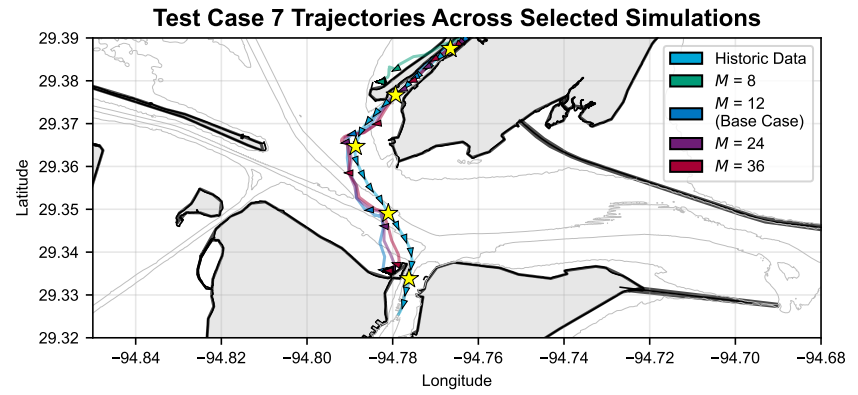 Test Case 7 Trajectories Across Selected Simulations
Latitude
29.39
29.38
29.37
29.36
29.35
29.34
29.33
29.32
Historic Data
M = 8
M = 12
(Base Case)
M = 24
M = 36
−94.84 −94.82 −94.80 −94.78 −94.76 −94.74 −94.72 −94.70 −94.68
Longitude